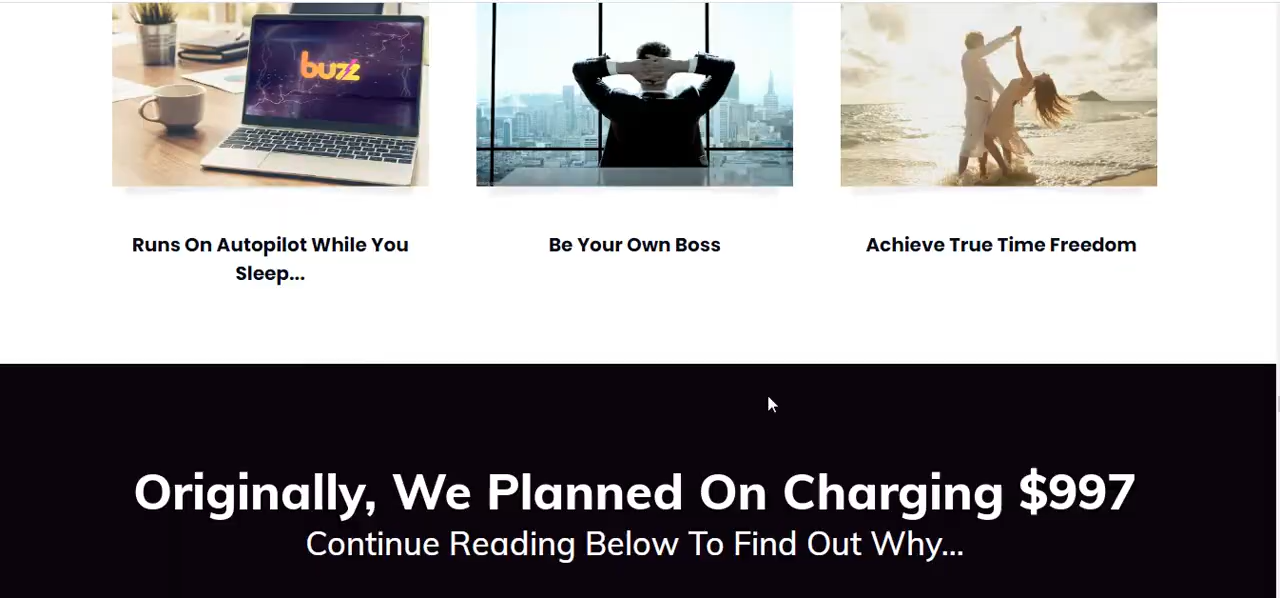 buzz
Runs On Autopilot While You
Sleep...
Be Your Own Boss
Achieve True Time Freedom
Originally, We Planned On Charging $997
Continue Reading Below To Find Out Why...